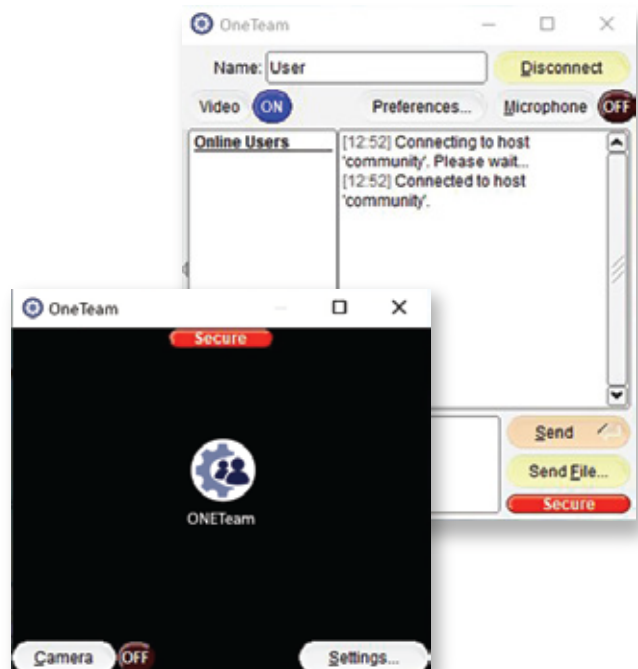 OneTeam
Name: User Disconnect
Video ON Preferences... Microphone OFF
Online Users
[12:52] Connecting to host
'community'. Please wait...
[12:52] Connected to host
'community'.
Send
Send File...
Secure
OneTeam
Secure
ONETeam
Camera OFF Settings...